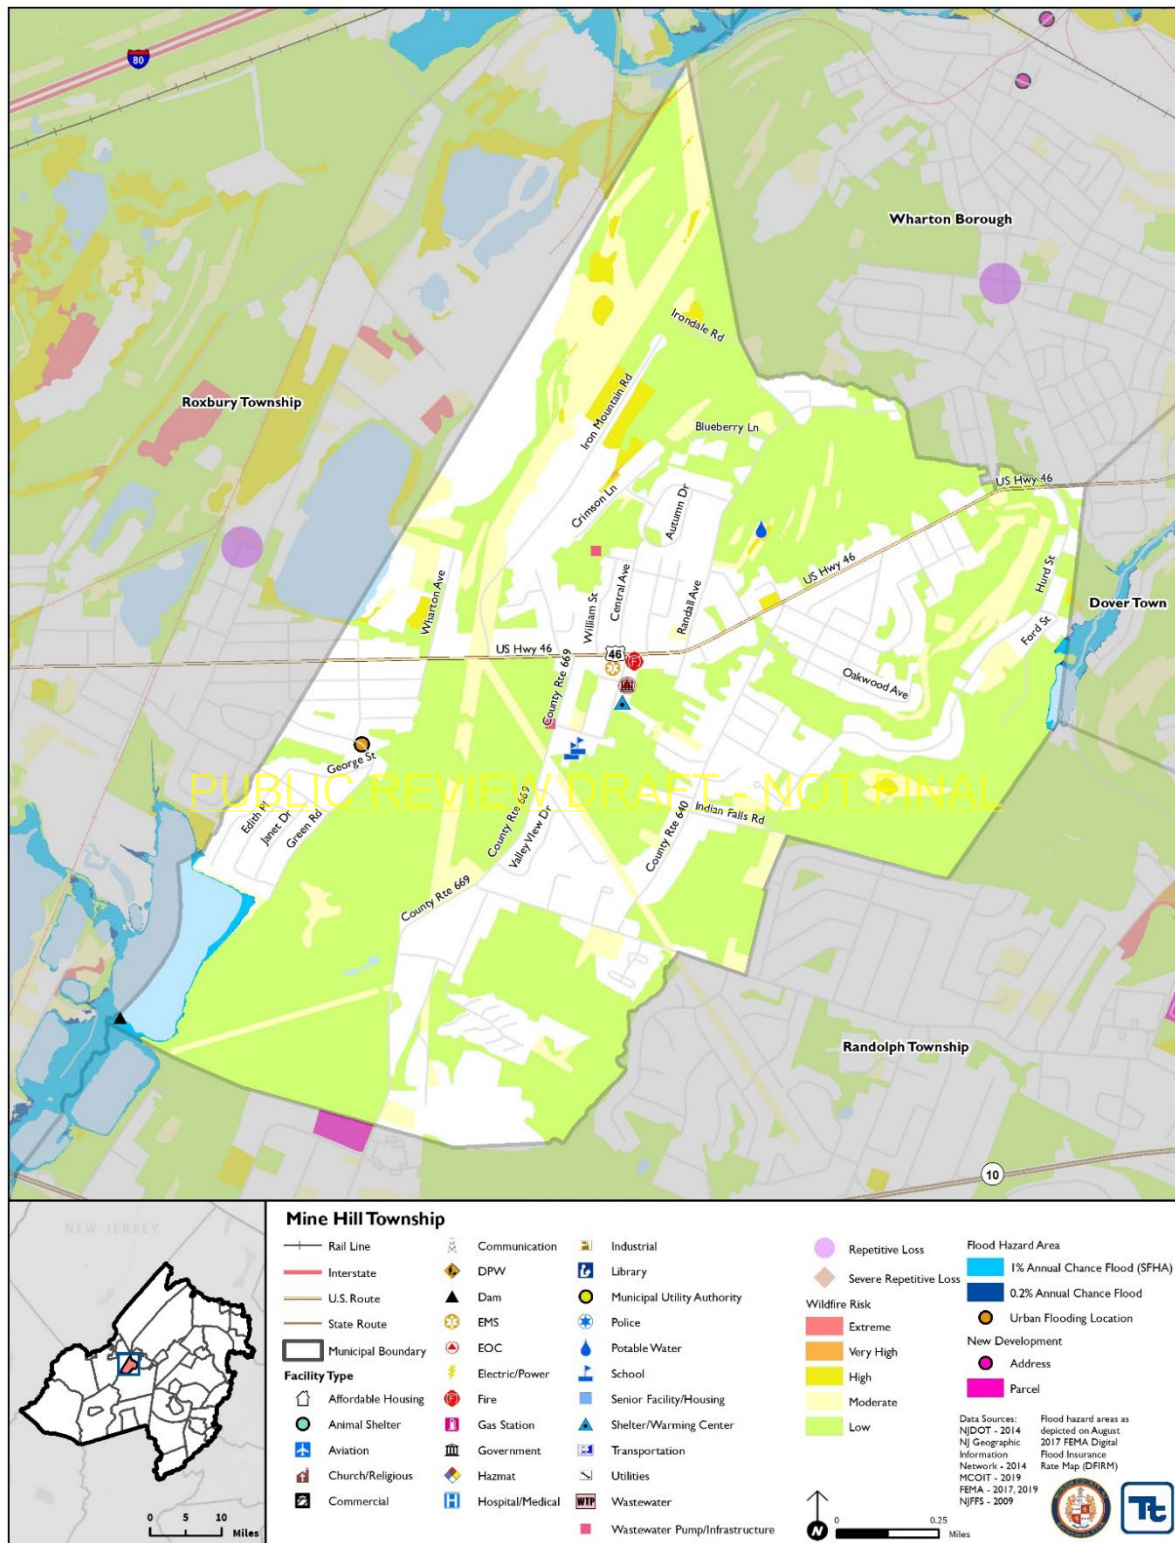 80
Wharton Borough
Irondale Rd
Roxbury Township
Iron Mountain Rd
Blueberry Ln
US Hwy 46
Crimson Ln
Autumn Dr
Hurd St
Wharton Ave
William St
Central Ave
Randall Ave
US Hwy 46
Dover Town
Ford St
US Hwy 46
46
F
County Rte 669
Oakwood Ave
George St
PUBLIC REVIEW DRAFT - NOT FINAL
Edith Pl
Janet Dr
Green Rd
County Rte 669
Valley View Dr
County Rte 640
Indian Falls Rd
County Rte 669
Randolph Township
10
NEW JERSEY
0 5 10
Miles
Mine Hill Township
Rail Line
Interstate
U.S. Route
State Route
Municipal Boundary
Facility Type
Affordable Housing
Animal Shelter
Aviation
Church/Religious
Commercial
Communication
DPW
Dam
EMS
EOC
Electric/Power
Fire
Gas Station
Government
Hazmat
Hospital/Medical
Industrial
Library
Municipal Utility Authority
Police
Potable Water
School
Senior Facility/Housing
Shelter/Warming Center
Transportation
Utilities
WTP Wastewater
Wastewater Pump/Infrastructure
Repetitive Loss
Severe Repetitive Loss
Wildfire Risk
Extreme
Very High
High
Moderate
Low
N
0 0.25
Miles
Flood Hazard Area
1% Annual Chance Flood (SFHA)
0.2% Annual Chance Flood
Urban Flooding Location
New Development
Address
Parcel
Data Sources:
NJDOT - 2014
NJ Geographic
Information
Network - 2014
MCOIT - 2019
FEMA - 2017, 2019
NJFFS - 2009
Flood hazard areas as
depicted on August
2017 FEMA Digital
Flood Insurance
Rate Map (DFIRM)
Tt